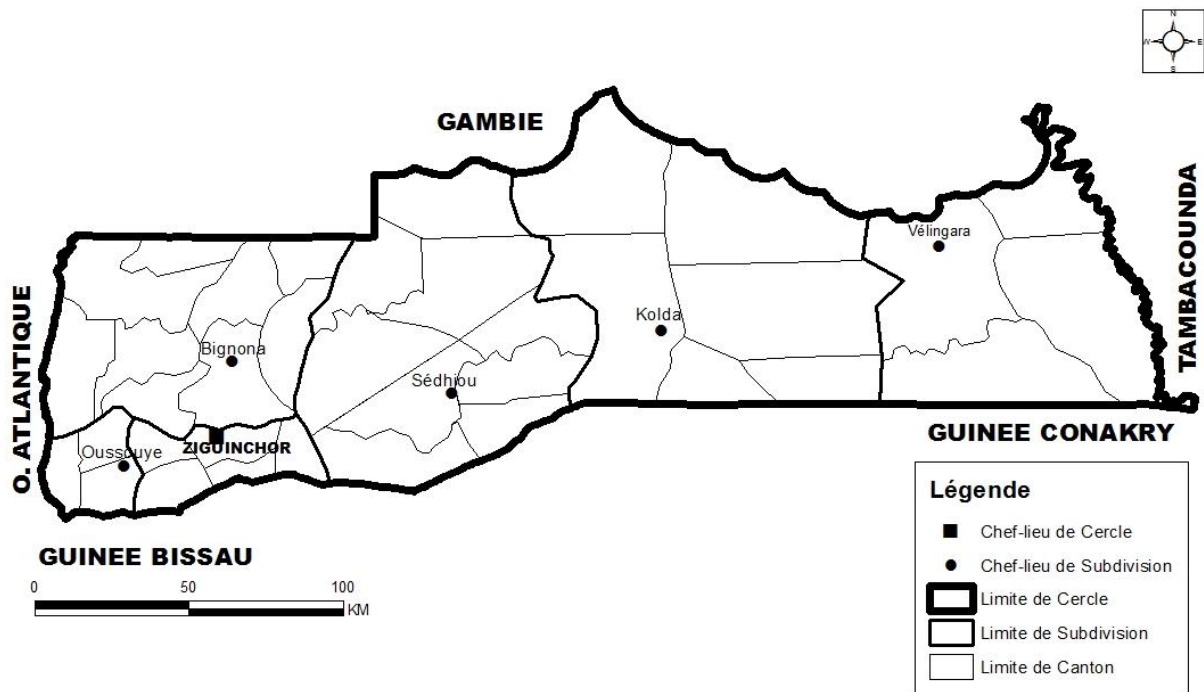 N
W E
S
GAMBIE
TAMBACOUNDA
Vélingara
O. ATLANTIQUE
Kolda
Bignona
Sédhiou
GUINEE CONAKRY
ZIGUINCHOR
Oussouye
GUINEE BISSAU
0 50 100
KM
Légende
Chef-lieu de Cercle
Chef-lieu de Subdivision
Limite de Cercle
Limite de Subdivision
Limite de Canton